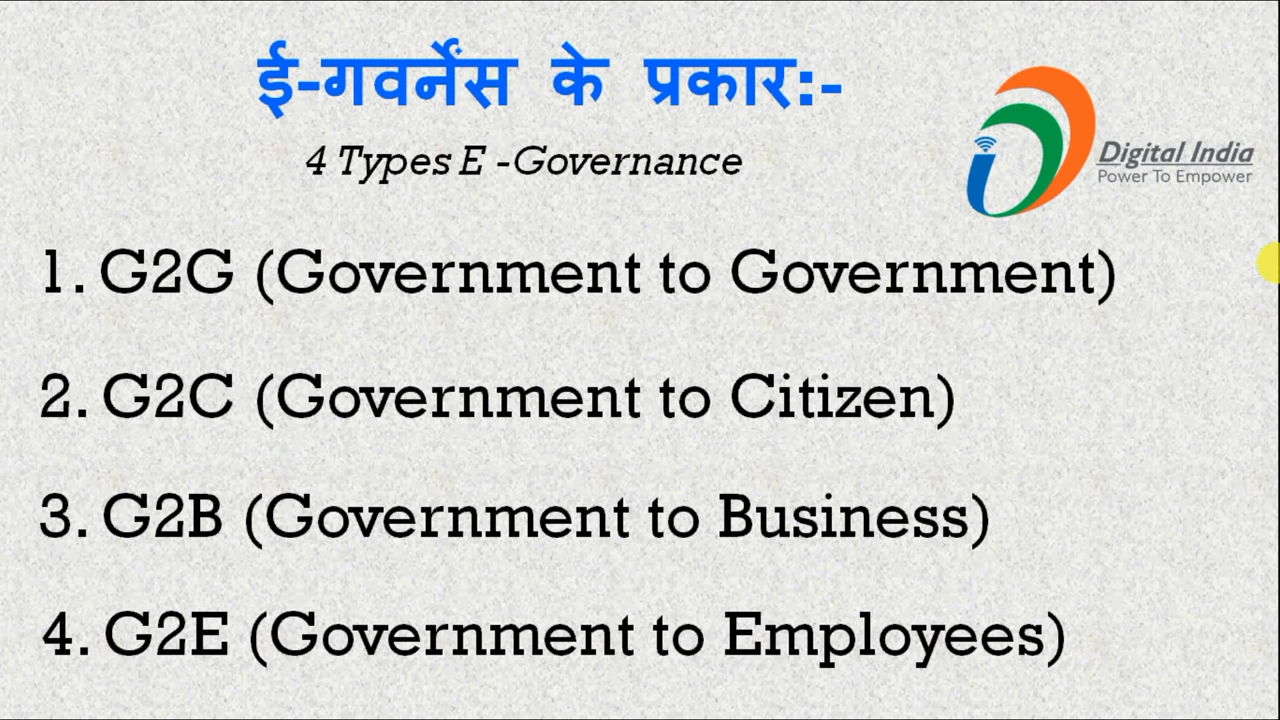 ई-गवर्नेंस के प्रकार:-
4 Types E -Governance
Digital India
Power To Empower
1. G2G (Government to Government)
2. G2C (Government to Citizen)
3. G2B (Government to Business)
4. G2E (Government to Employees)